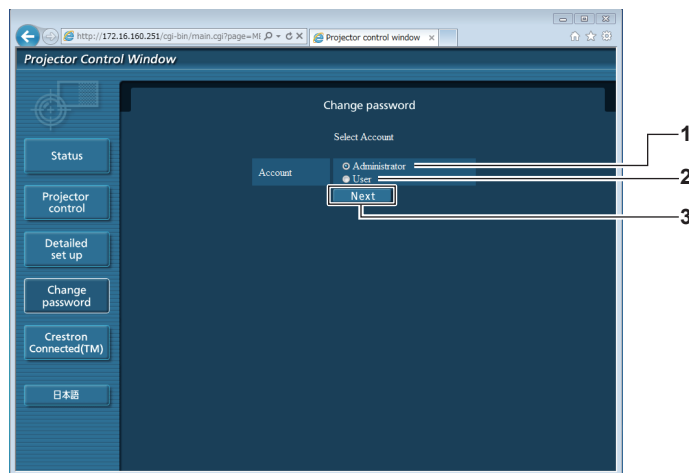 http://172.16.160.251/cgi-bin/main.cgi?page=MI
Projector control window
Projector Control Window
Change password
Select Account
Account
Administrator
User
Next
1
2
3
Status
Projector
control
Detailed
set up
Change
password
Crestron
Connected(TM)
日本語